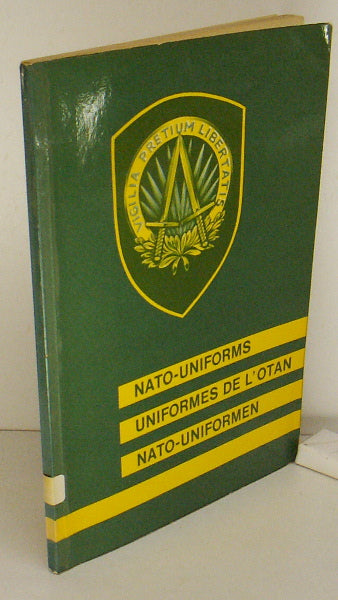 VIGILIA PRETIUM LIBERTATIS
NATO-UNIFORMS
UNIFORMES DE L'OTAN
NATO-UNIFORMEN